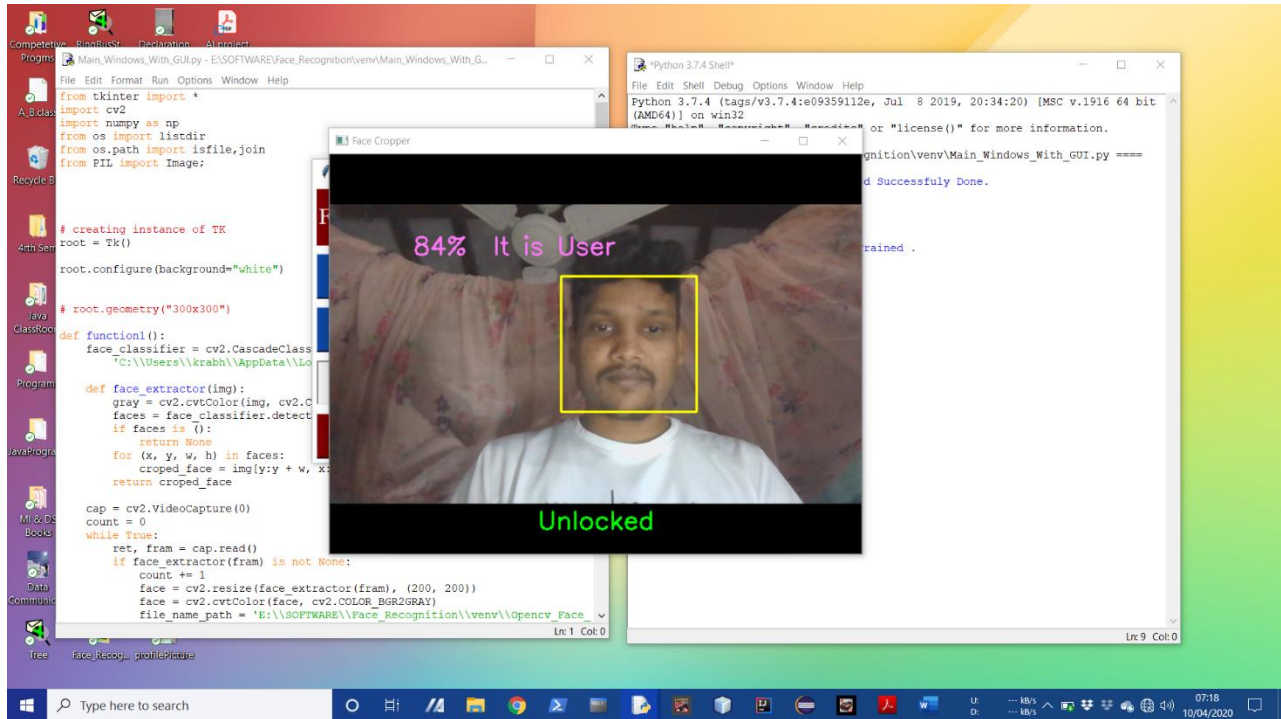 Competetive
Progms
RingBusSt...
Declaration
AI project
A_B.class
Recycle B
4rth Sem
Java
ClassRoo
Program
JavaProgra
Ml & DS
Books
Data
Communic
Tree
Face_Recog...
profilePicture
Main_Windows_With_GUI.py - E:\SOFTWARE\Face_Recognition\venv\Main_Windows_With_G...
File Edit Format Run Options Window Help
from tkinter import *
import cv2
import numpy as np
from os import listdir
from os.path import isfile,join
from PIL import Image;
# creating instance of TK
root = Tk()
root.configure(background="white")
# root.geometry("300x300")
def function1():
face_classifier = cv2.CascadeClass
'C:\\Users\\krabh\\AppData\\Lo
def face_extractor(img):
gray = cv2.cvtColor(img, cv2.C
faces = face_classifier.detect
if faces is ():
return None
for (x, y, w, h) in faces:
croped_face = img[y:y + w, x:
return croped_face
cap = cv2.VideoCapture(0)
count = 0
while True:
ret, fram = cap.read()
if face_extractor(fram) is not None:
count += 1
face = cv2.resize(face_extractor(fram), (200, 200))
face = cv2.cvtColor(face, cv2.COLOR_BGR2GRAY)
file_name_path = 'E:\\SOFTWARE\\Face_Recognition\\venv\\Opencv_Face_
Ln: 1 Col: 0
F
Face Cropper
84% It is User
Unlocked
*Python 3.7.4 Shell*
File Edit Shell Debug Options Window Help
Python 3.7.4 (tags/v3.7.4:e09359112e, Jul 8 2019, 20:34:20) [MSC v.1916 64 bit
(AMD64)] on win32
Type "help", "copyright", "credits" or "license()" for more information.
gnition\venv\Main_Windows_With_GUI.py ====
d Successfuly Done.
rained .
Ln: 9 Col: 0
Type here to search
U: ... kB/s
D: ... kB/s
07:18
10/04/2020